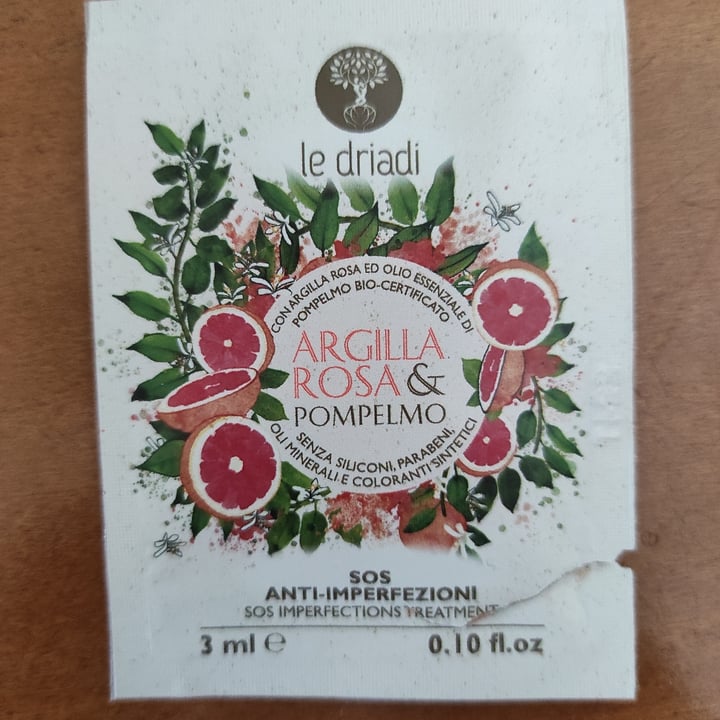 le driadi
CON ARGILLA ROSA ED OLIO ESSENZIALE DI
POMPELMO BIO-CERTIFICATO
ARGILLA
ROSA &
POMPELMO
SENZA SILICONI, PARABENI,
OLI MINERALI E COLORANTI SINTETICI
SOS
ANTI-IMPERFEZIONI
SOS IMPERFECTIONS TREATMENT
3 ml ℮ 0.10 fl.oz